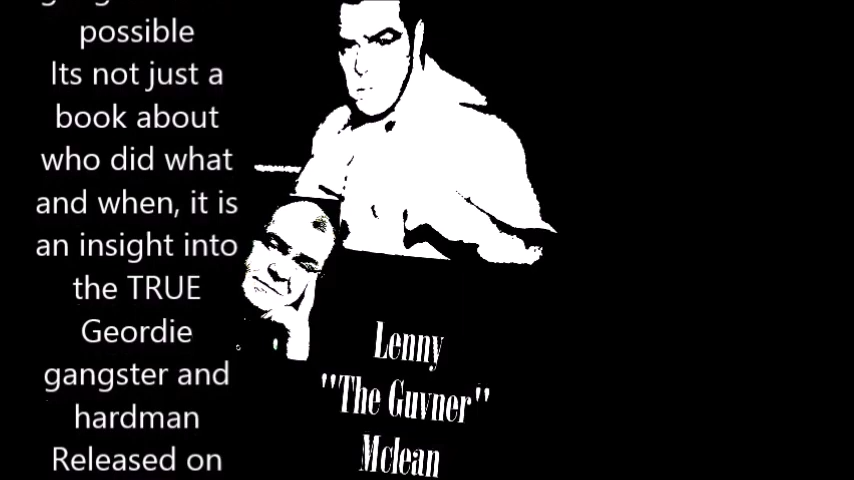 possible
Its not just a
book about
who did what
and when, it is
an insight into
the TRUE
Geordie
gangster and
hardman
Released on
Lenny
"The Guvner"
Mclean